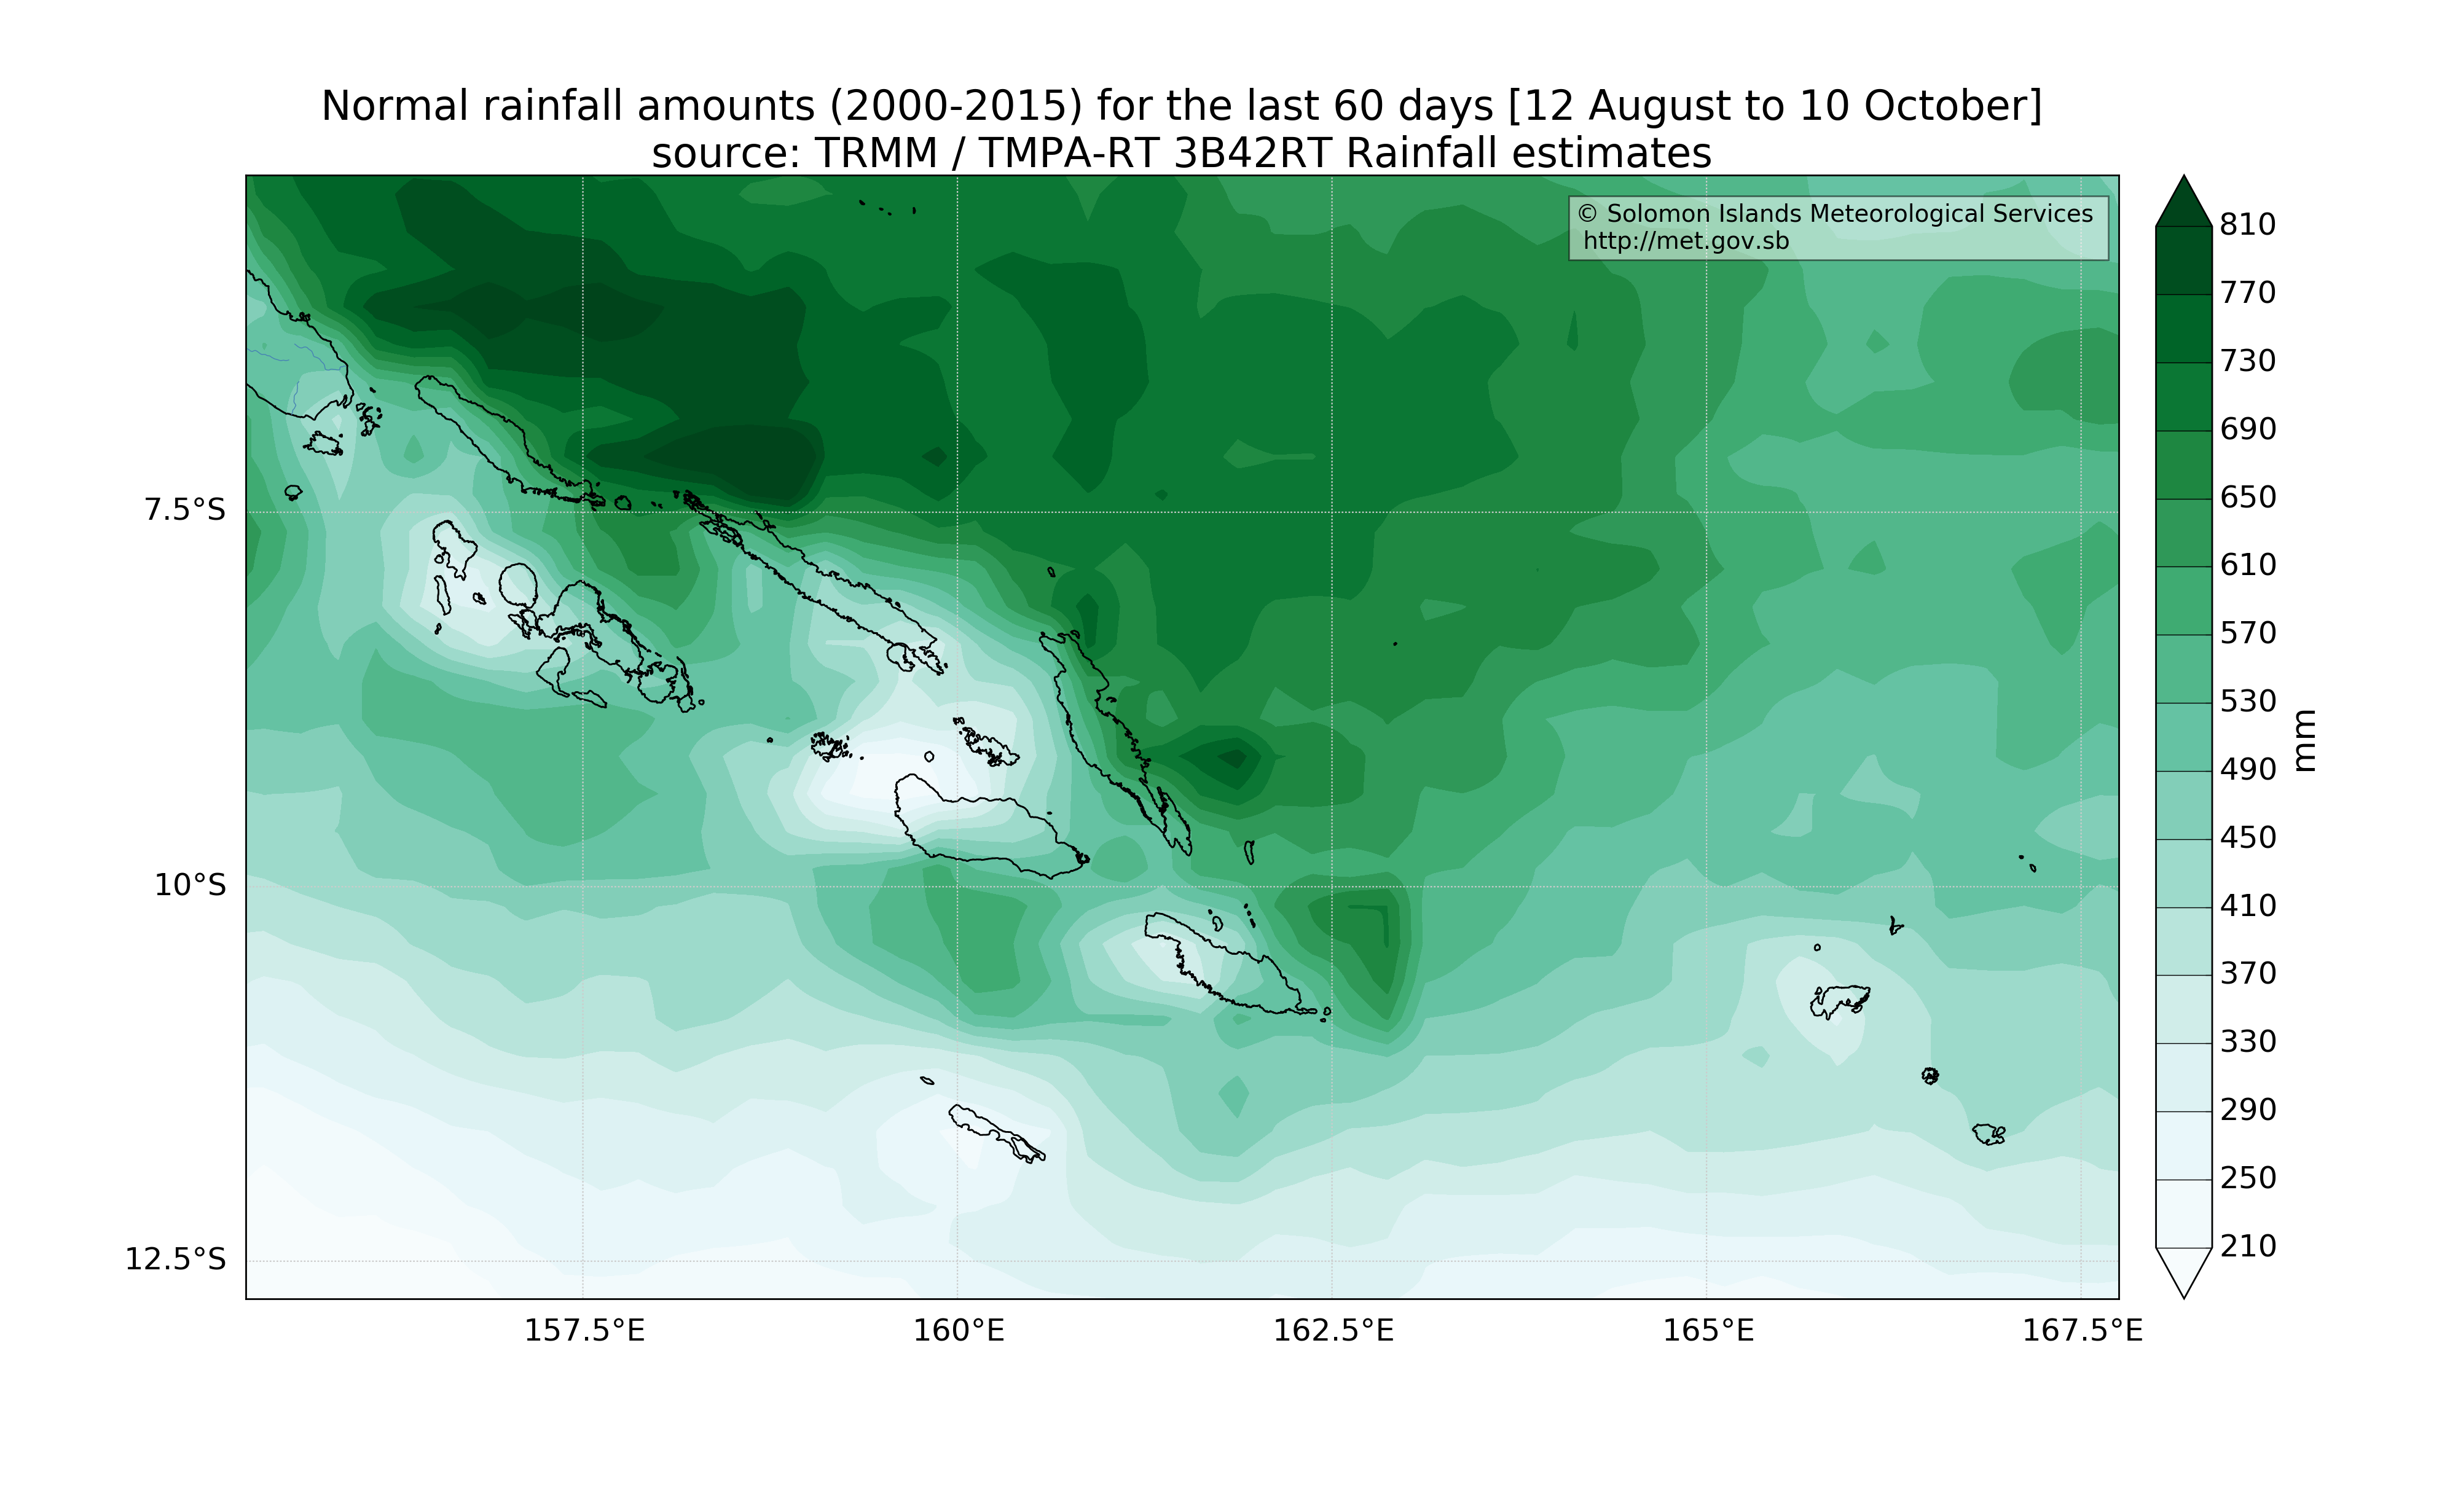 Normal rainfall amounts (2000-2015) for the last 60 days [12 August to 10 October]
source: TRMM / TMPA-RT 3B42RT Rainfall estimates
© Solomon Islands Meteorological Services
http://met.gov.sb
7.5°S
10°S
12.5°S
157.5°E
160°E
162.5°E
165°E
167.5°E
810
770
730
690
650
610
570
530
490
450
410
370
330
290
250
210
mm